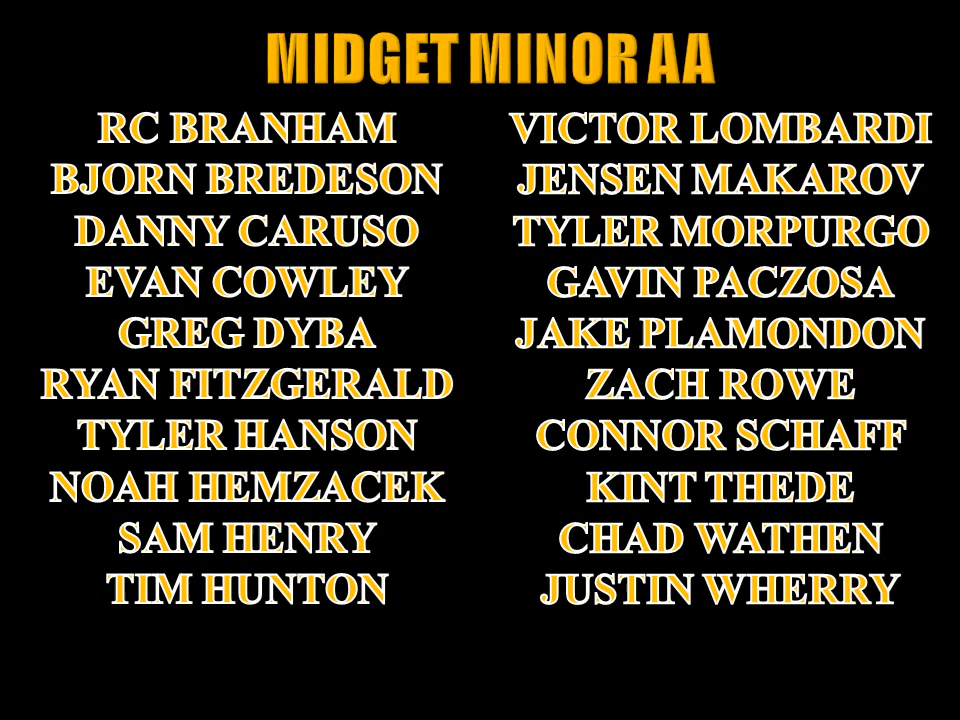 MIDGET MINOR AA
RC BRANHAM
BJORN BREDESON
DANNY CARUSO
EVAN COWLEY
GREG DYBA
RYAN FITZGERALD
TYLER HANSON
NOAH HEMZACEK
SAM HENRY
TIM HUNTON
VICTOR LOMBARDI
JENSEN MAKAROV
TYLER MORPURGO
GAVIN PACZOSA
JAKE PLAMONDON
ZACH ROWE
CONNOR SCHAFF
KINT THEDE
CHAD WATHEN
JUSTIN WHERRY